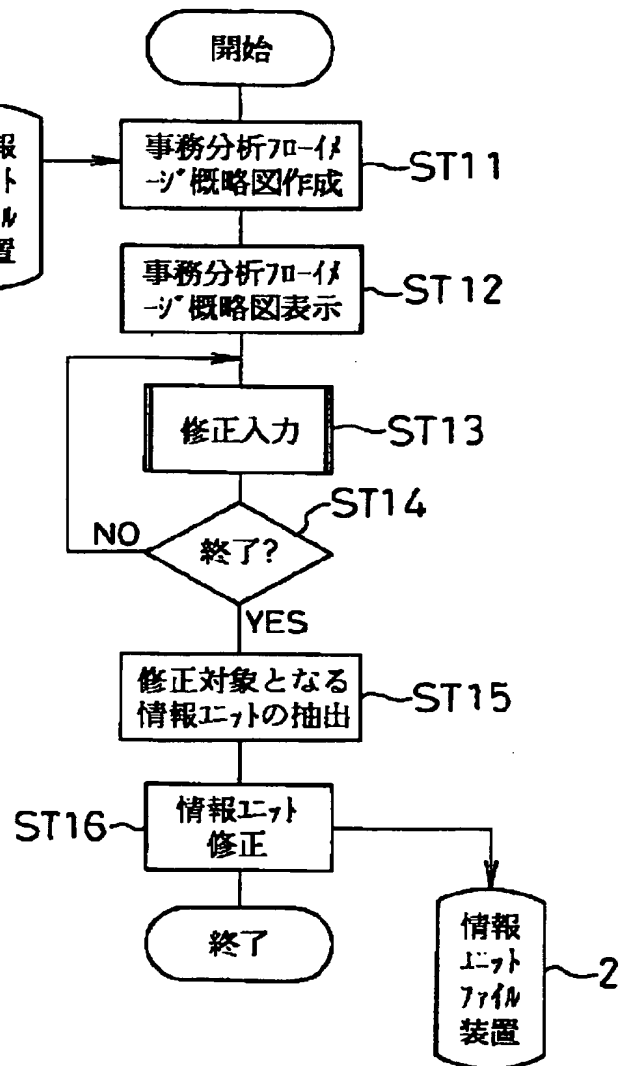 開始
報
ト
ル
置
事務分析フローイメ
ージ概略図作成
ST11
事務分析フローイメ
ージ概略図表示
ST12
修正入力
ST13
ST14
NO
終了?
YES
修正対象となる
情報ユニットの抽出
ST15
ST16
情報ユニット
修正
終了
情報
ユニット
ファイル
装置
2